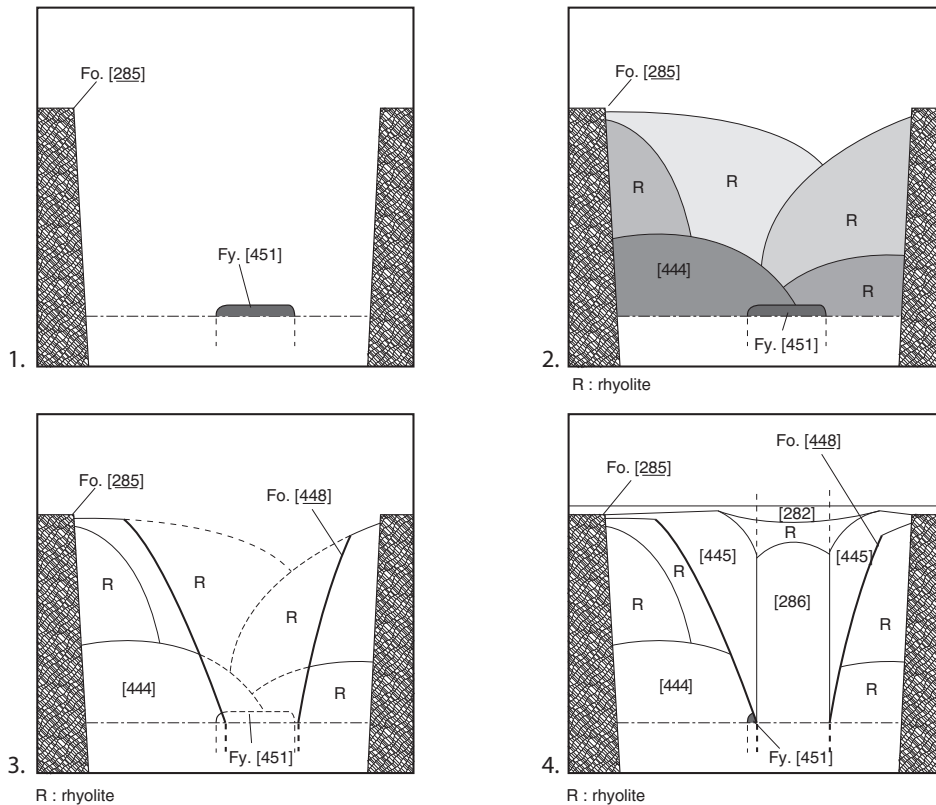 Fo. [285]
Fy. [451]
1.
Fo. [285]
R
R
R
[444]
R
Fy. [451]
2.
R : rhyolite
Fo. [285]
Fo. [448]
R
R
R
[444]
R
Fy. [451]
3.
R : rhyolite
Fo. [448]
Fo. [285]
[282]
R
[445]
[445]
R
R
[286]
R
[444]
R
Fy. [451]
4.
R : rhyolite